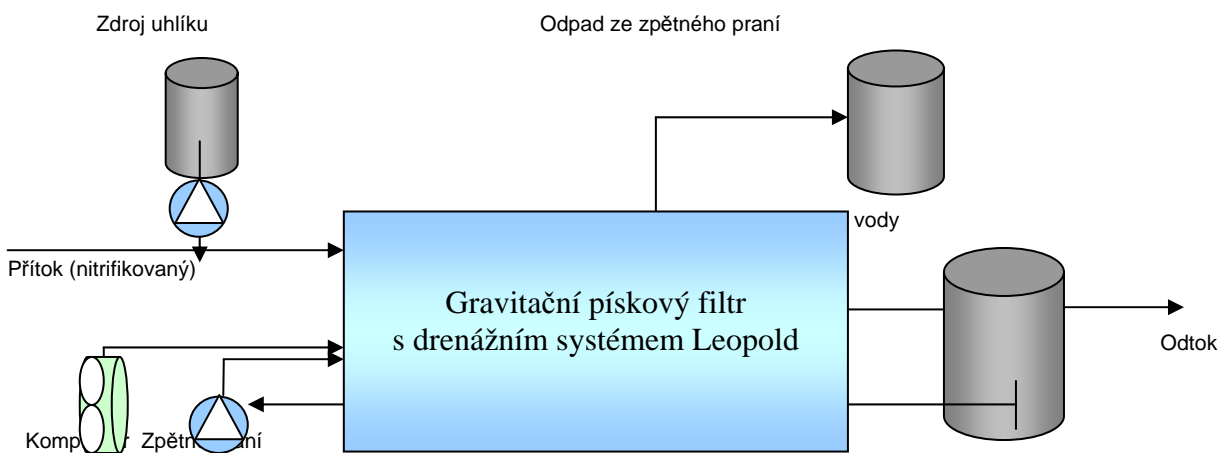 Zdroj uhlíku
Odpad ze zpětného praní
vody
Přítok (nitrifikovaný)
Gravitační pískový filtr
s drenážním systémem Leopold
Odtok